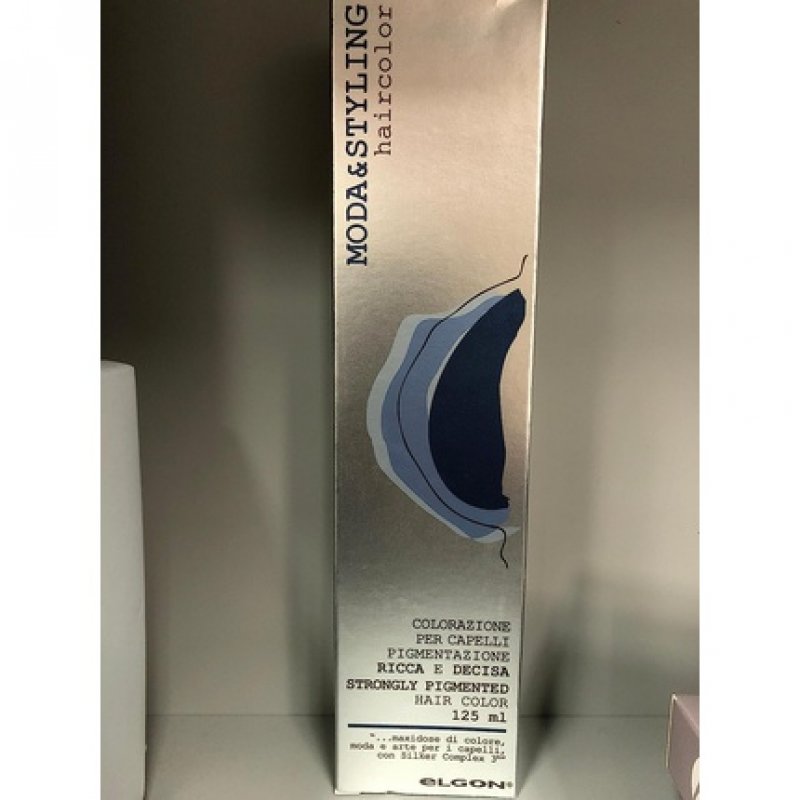 MODA&STYLING
haircolor
COLORAZIONE
PER CAPELLI
PIGMENTAZIONE
RICCA E DECISA
STRONGLY PIGMENTED
HAIR COLOR
125 ml
"...maxidose di colore,
moda e arte per i capelli,
con Silker Complex 3
eLGON®